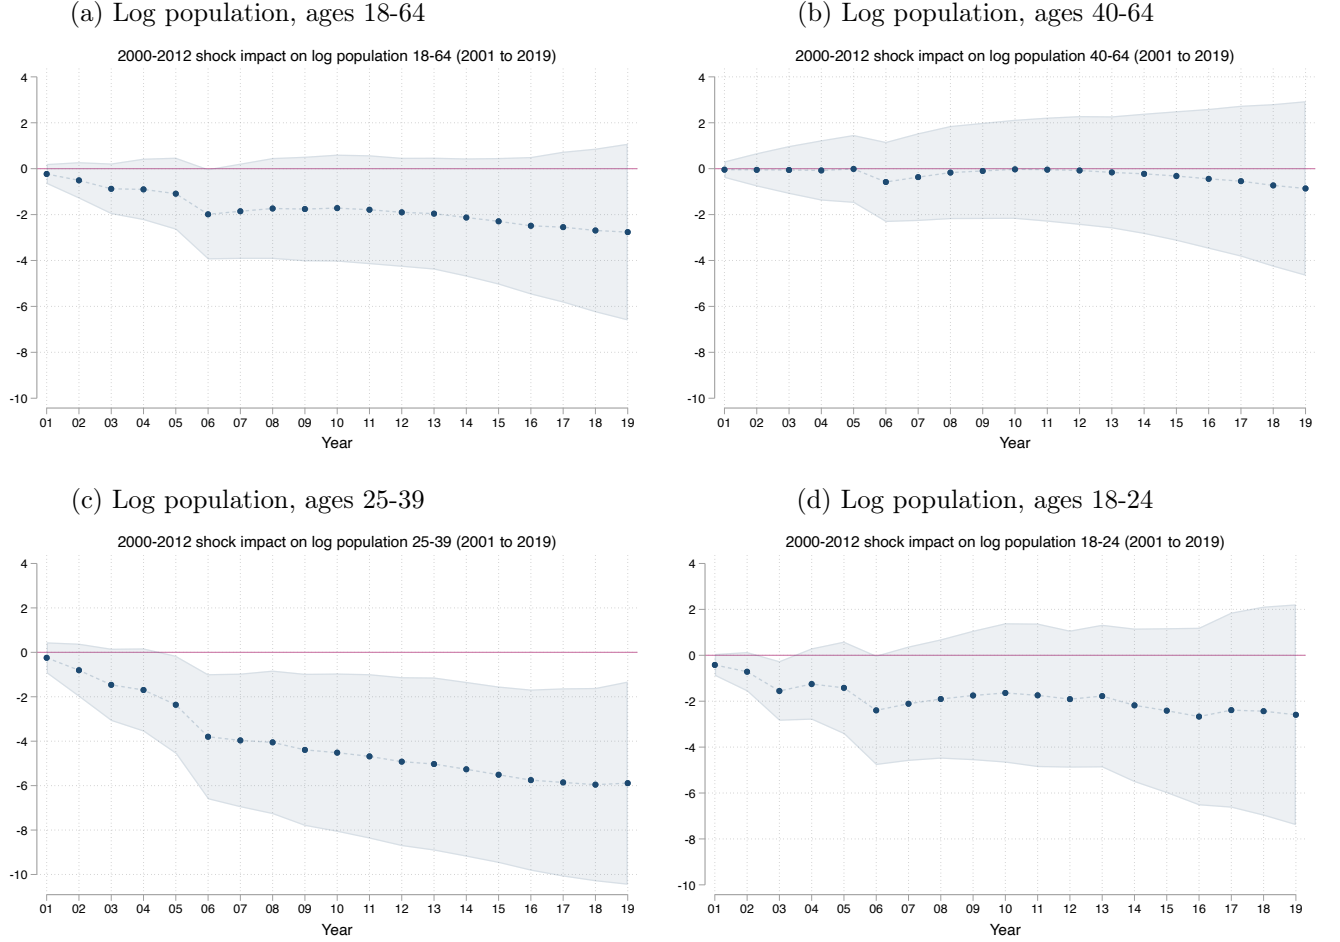 (a) Log population, ages 18-64
2000-2012 shock impact on log population 18-64 (2001 to 2019)
4
2
0
-2
-4
-6
-8
-10
01 02 03 04 05 06 07 08 09 10 11 12 13 14 15 16 17 18 19
Year
(b) Log population, ages 40-64
2000-2012 shock impact on log population 40-64 (2001 to 2019)
4
2
0
-2
-4
-6
-8
-10
01 02 03 04 05 06 07 08 09 10 11 12 13 14 15 16 17 18 19
Year
(c) Log population, ages 25-39
2000-2012 shock impact on log population 25-39 (2001 to 2019)
4
2
0
-2
-4
-6
-8
-10
01 02 03 04 05 06 07 08 09 10 11 12 13 14 15 16 17 18 19
Year
(d) Log population, ages 18-24
2000-2012 shock impact on log population 18-24 (2001 to 2019)
4
2
0
-2
-4
-6
-8
-10
01 02 03 04 05 06 07 08 09 10 11 12 13 14 15 16 17 18 19
Year